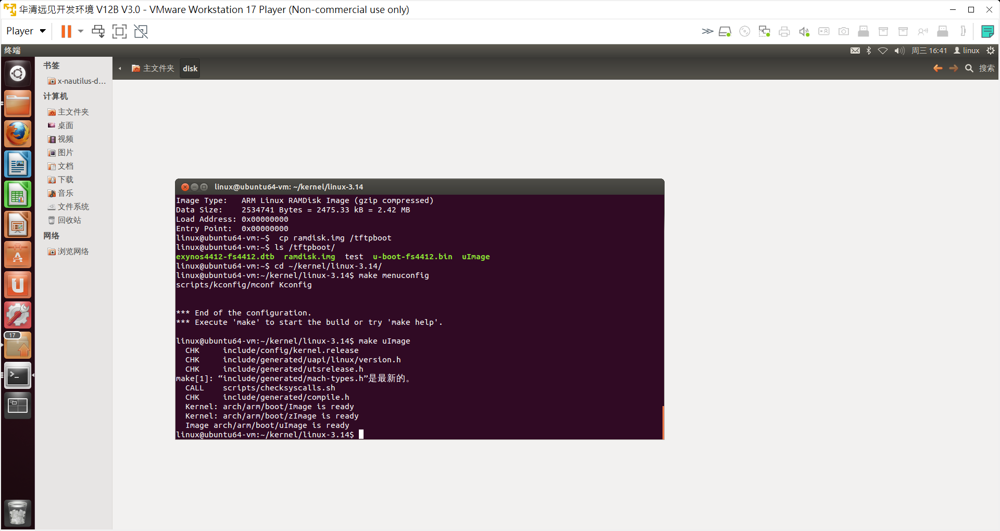 华清远见开发环境 V12B V3.0 - VMware Workstation 17 Player (Non-commercial use only)
Player
终端
周三 16:41 linux
书签
x-nautilus-d...
计算机
主文件夹
桌面
视频
图片
文档
下载
音乐
文件系统
回收站
网络
浏览网络
主文件夹 disk
搜索
17
linux@ubuntu64-vm: ~/kernel/linux-3.14
Image Type:   ARM Linux RAMDisk Image (gzip compressed)
Data Size:    2534741 Bytes = 2475.33 kB = 2.42 MB
Load Address: 0x00000000
Entry Point:  0x00000000
linux@ubuntu64-vm:~$  cp ramdisk.img /tftpboot
linux@ubuntu64-vm:~$ ls /tftpboot/
exynos4412-fs4412.dtb  ramdisk.img  test  u-boot-fs4412.bin  uImage
linux@ubuntu64-vm:~$ cd ~/kernel/linux-3.14/
linux@ubuntu64-vm:~/kernel/linux-3.14$ make menuconfig
scripts/kconfig/mconf Kconfig
*** End of the configuration.
*** Execute 'make' to start the build or try 'make help'.
linux@ubuntu64-vm:~/kernel/linux-3.14$ make uImage
  CHK     include/config/kernel.release
  CHK     include/generated/uapi/linux/version.h
  CHK     include/generated/utsrelease.h
make[1]: “include/generated/mach-types.h”是最新的。
  CALL    scripts/checksyscalls.sh
  CHK     include/generated/compile.h
  Kernel: arch/arm/boot/Image is ready
  Kernel: arch/arm/boot/zImage is ready
  Image arch/arm/boot/uImage is ready
linux@ubuntu64-vm:~/kernel/linux-3.14$